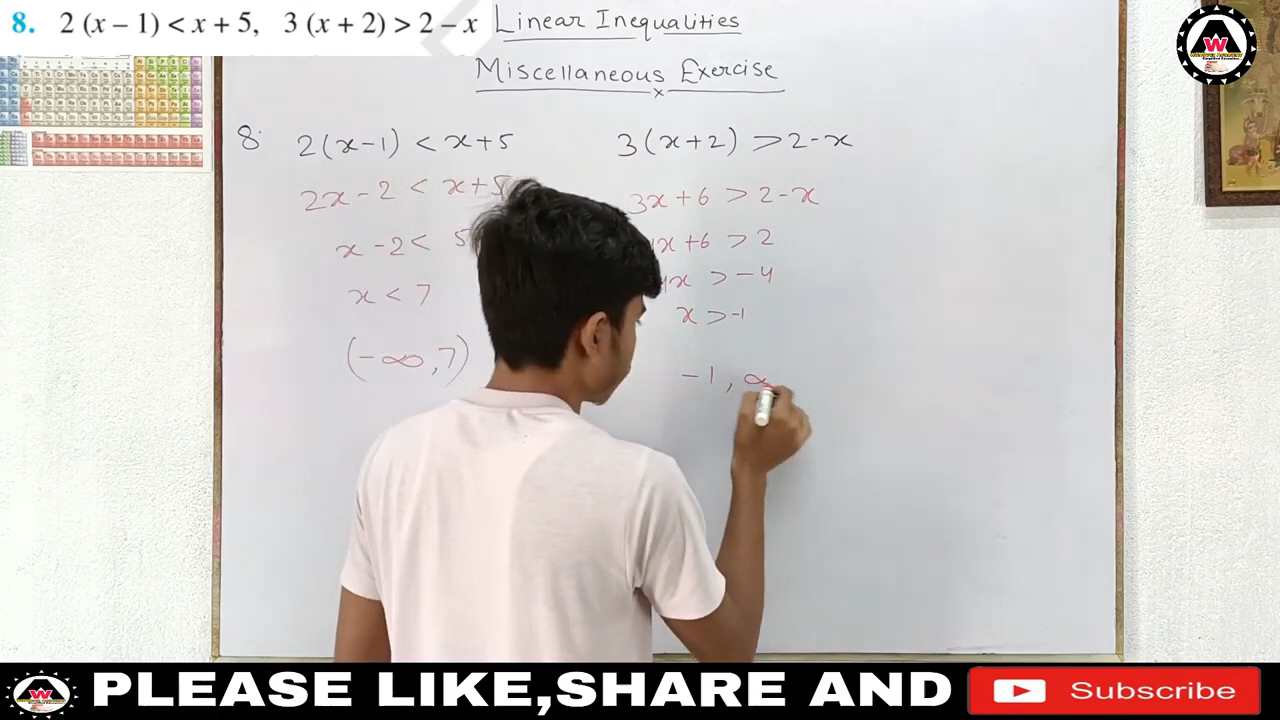 8. 2 (x – 1) < x + 5, 3 (x + 2) > 2 – x
Linear Inequalities
Miscellaneous Exercise
8. 2(x-1) < x+5
2x-2 < x+5
x-2 < 5
x < 7
(-∞, 7)
3(x+2) > 2-x
3x+6 > 2-x
4x+6 > 2
4x > -4
x > -1
-1, ∞
W
PLEASE LIKE,SHARE AND
Subscribe